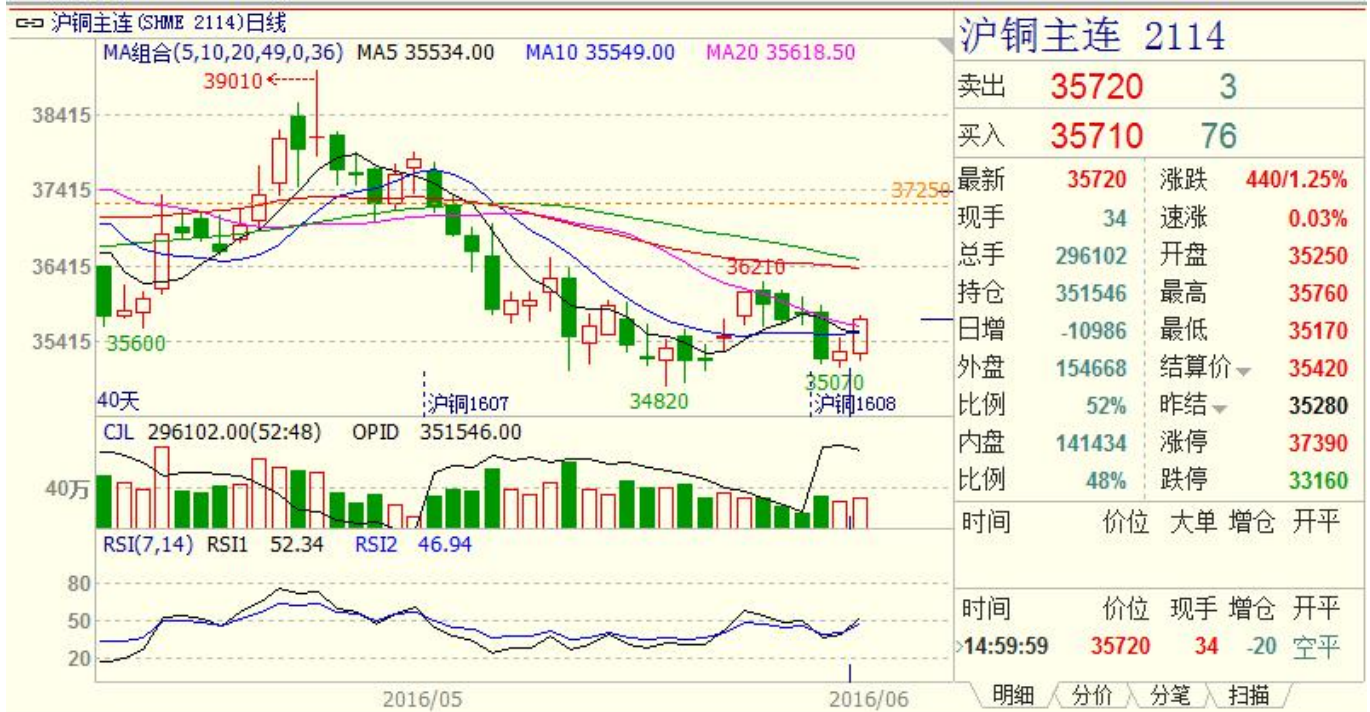 沪铜主连(SHME 2114)日线
MA组合(5,10,20,49,0,36) MA5 35534.00 MA10 35549.00 MA20 35618.50
39010
38415
37415
37250
36415
36210
35415
35600
35070
34820
40天
沪铜1607
沪铜1608
CJL 296102.00(52:48) OPID 351546.00
40万
RSI(7,14) RSI1 52.34 RSI2 46.94
80
50
20
2016/05
2016/06
沪铜主连 2114
卖出 35720 3
买入 35710 76
最新 35720 涨跌 440/1.25%
现手 34 速涨 0.03%
总手 296102 开盘 35250
持仓 351546 最高 35760
日增 -10986 最低 35170
外盘 154668 结算价 35420
比例 52% 昨结 35280
内盘 141434 涨停 37390
比例 48% 跌停 33160
时间 价位 大单 增仓 开平
时间 价位 现手 增仓 开平
14:59:59 35720 34 -20 空平
明细 分价 分笔 扫描